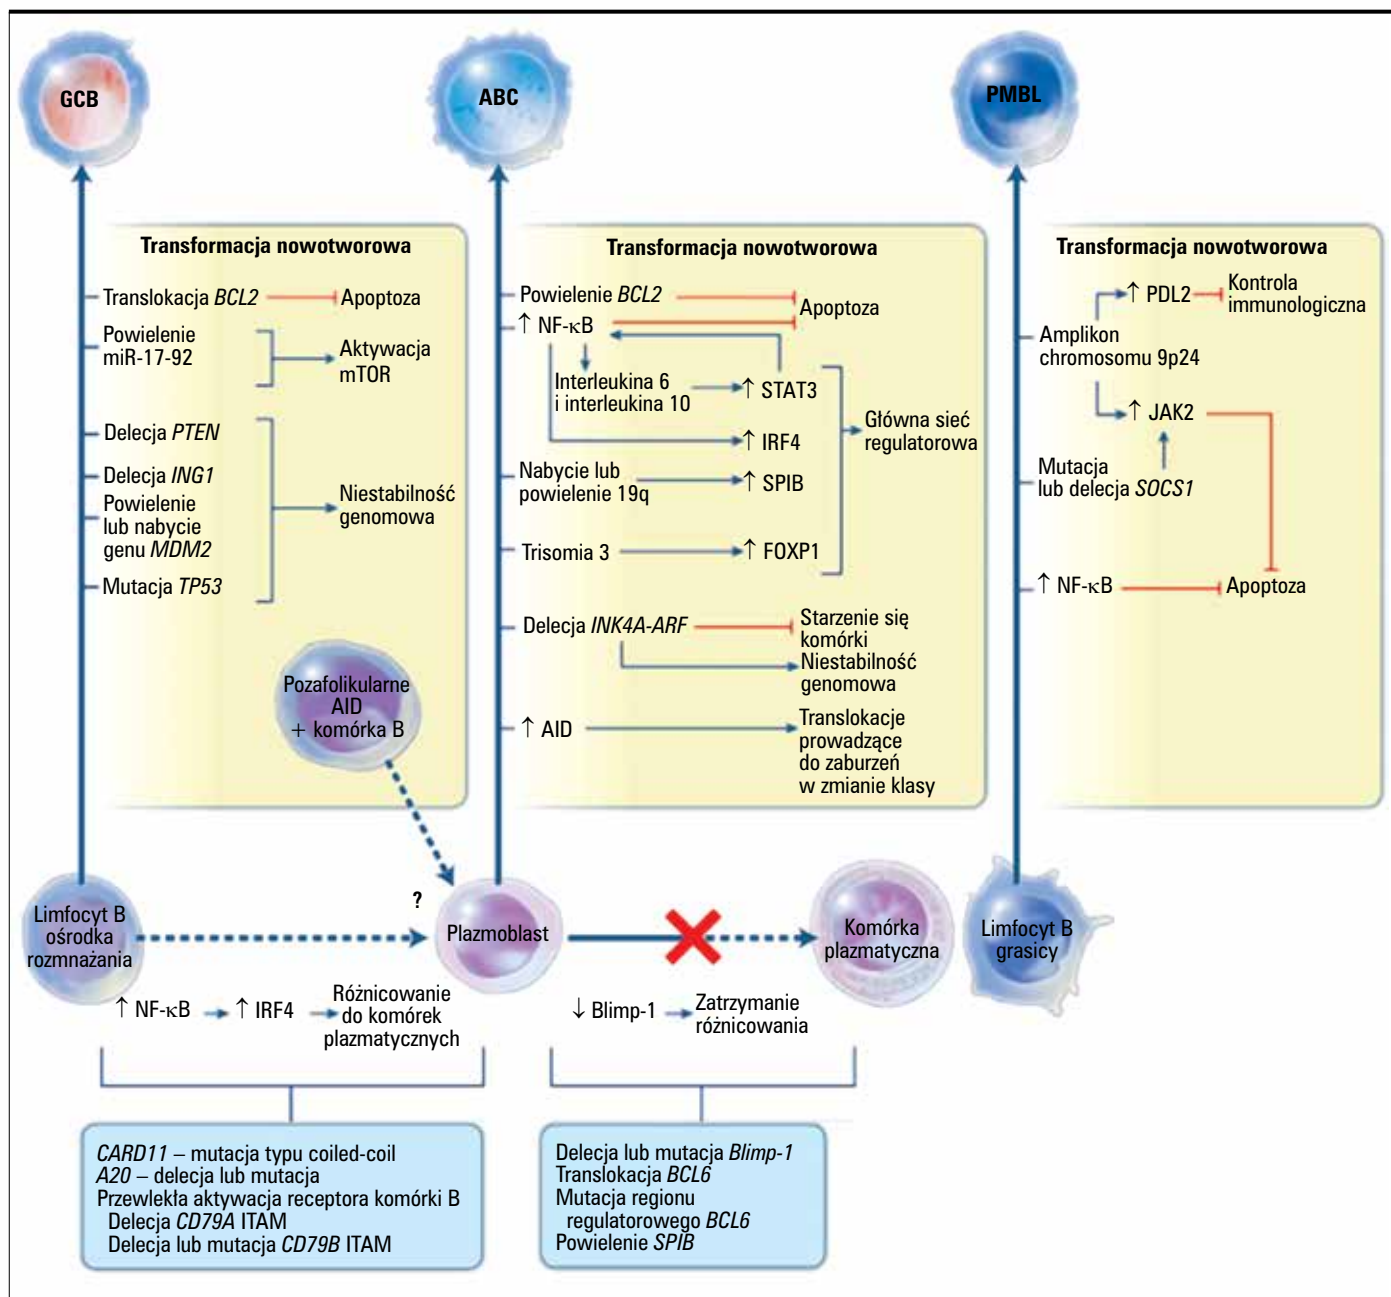 GCB
ABC
PMBL
Transformacja nowotworowa
Translokacja BCL2
Apoptoza
Powielenie
miR-17-92
Aktywacja
mTOR
Delecja PTEN
Delecja ING1
Powielenie
lub nabycie
genu MDM2
Mutacja TP53
Niestabilność
genomowa
Pozafolikularne
AID
+ komórka B
Transformacja nowotworowa
Powielenie BCL2
↑ NF-κB
Apoptoza
Interleukina 6
i interleukina 10
↑ STAT3
↑ IRF4
Główna sieć
regulatorowa
Nabycie lub
powielenie 19q
↑ SPIB
Trisomia 3
↑ FOXP1
Delecja INK4A-ARF
Starzenie się
komórki
Niestabilność
genomowa
↑ AID
Translokacje
prowadzące
do zaburzeń
w zmianie klasy
Transformacja nowotworowa
↑ PDL2
Kontrola
immunologiczna
Amplikon
chromosomu 9p24
↑ JAK2
Mutacja
lub delecja SOCS1
↑ NF-κB
Apoptoza
Limfocyt B
ośrodka
rozmnażania
?
Plazmoblast
Komórka
plazmatyczna
Limfocyt B
grasicy
↑ NF-κB
↑ IRF4
Różnicowanie
do komórek
plazmatycznych
↓ Blimp-1
Zatrzymanie
różnicowania
CARD11 – mutacja typu coiled-coil
A20 – delecja lub mutacja
Przewlekła aktywacja receptora komórki B
Delecja CD79A ITAM
Delecja lub mutacja CD79B ITAM
Delecja lub mutacja Blimp-1
Translokacja BCL6
Mutacja regionu
regulatorowego BCL6
Powielenie SPIB